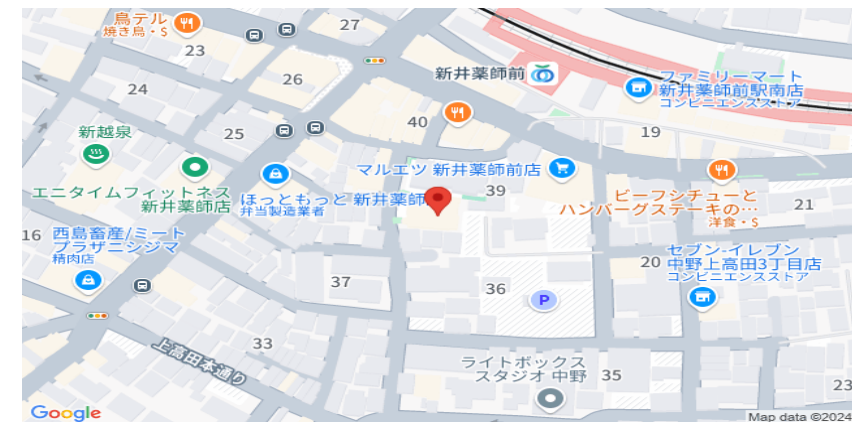 鳥テル
焼き鳥・$
27
23
26
24
新井薬師前
ファミリーマート
新井薬師前駅南店
コンビニエンスストア
新越泉
25
40
19
エニタイムフィットネス
新井薬師店
ほっともっと 新井薬師
弁当製造業者
マルエツ 新井薬師前店
39
ビーフシチューと
ハンバーグステーキの…
洋食・$
21
16
西島畜産/ミート
プラザニシジマ
精肉店
37
36
P
20
セブン-イレブン
中野上高田3丁目店
コンビニエンスストア
33
上高田本通り
ライトボックス
スタジオ 中野
35
23
Google
Map data ©2024